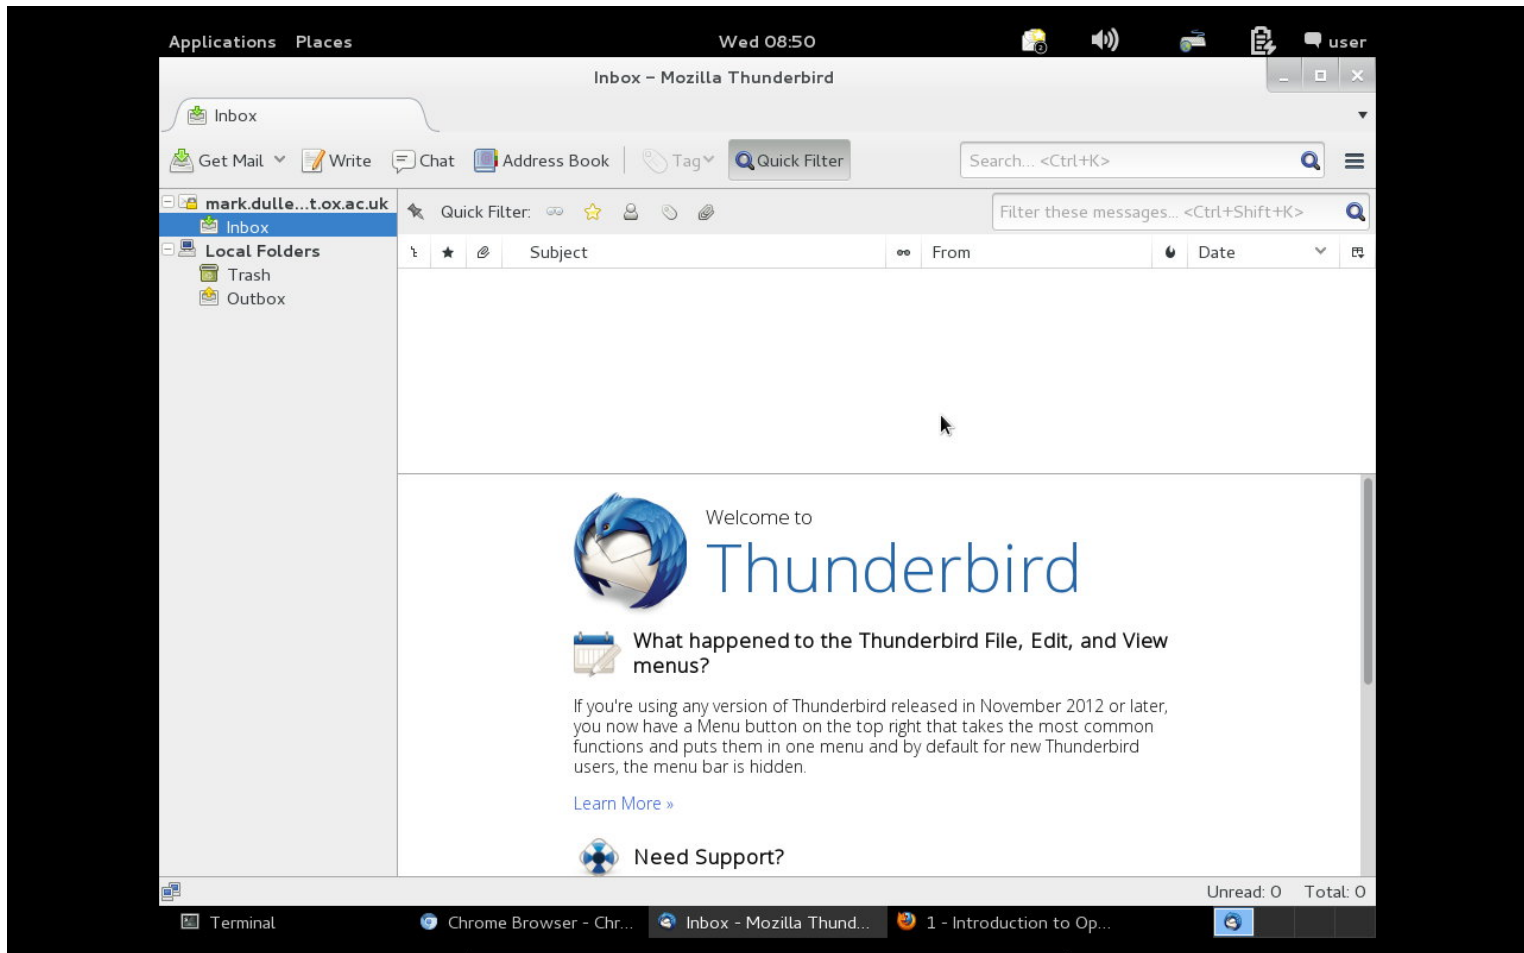 Applications Places Wed 08:50 2 user
Inbox – Mozilla Thunderbird
Inbox
Get Mail Write Chat Address Book Tag Quick Filter Search... <Ctrl+K>
mark.dulle...t.ox.ac.uk
Quick Filter: Filter these messages... <Ctrl+Shift+K>
Inbox
Local Folders
Subject From Date
Trash
Outbox
Welcome to
Thunderbird
What happened to the Thunderbird File, Edit, and View
menus?
If you're using any version of Thunderbird released in November 2012 or later,
you now have a Menu button on the top right that takes the most common
functions and puts them in one menu and by default for new Thunderbird
users, the menu bar is hidden.
Learn More »
Need Support?
Unread: 0 Total: 0
Terminal Chrome Browser - Chr... Inbox - Mozilla Thund... 1 - Introduction to Op...